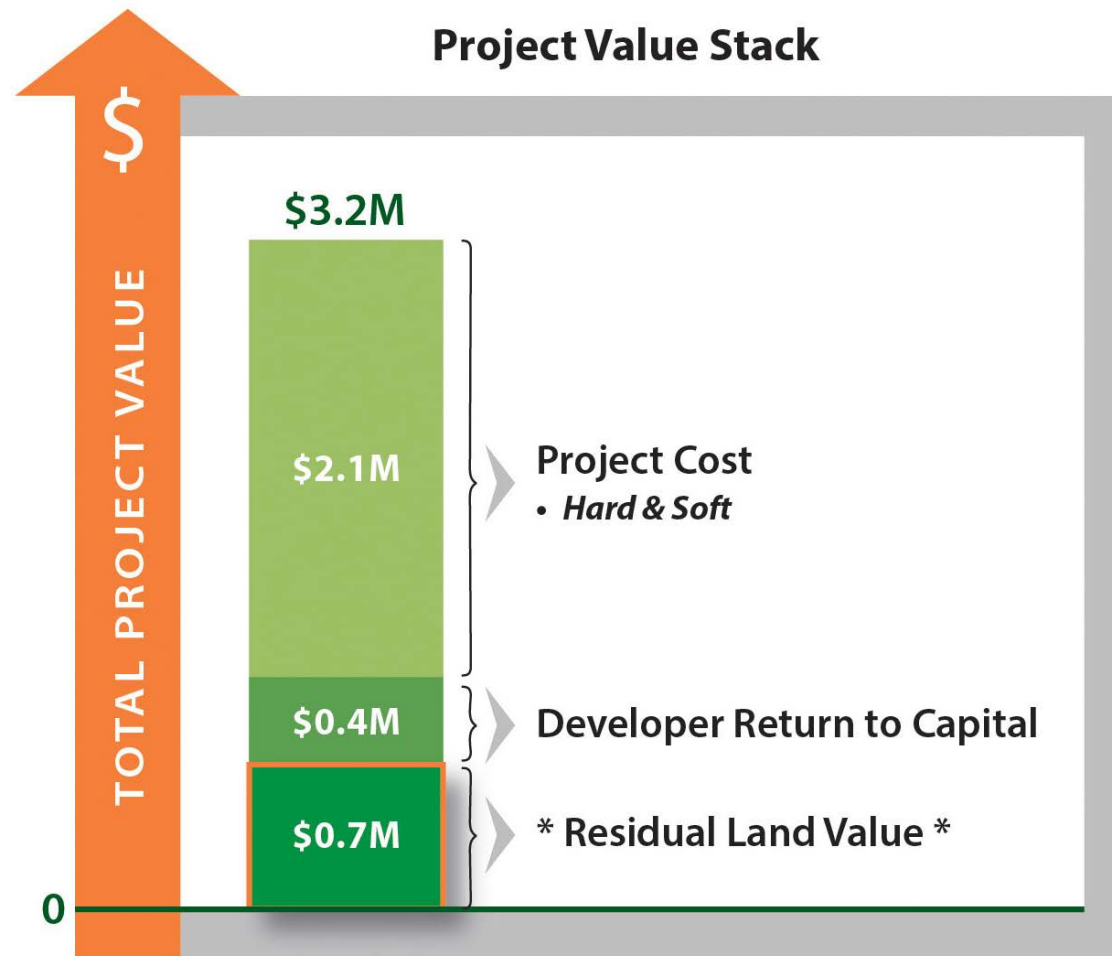 Project Value Stack
$
TOTAL PROJECT VALUE
$3.2M
$2.1M
Project Cost
• Hard & Soft
$0.4M
Developer Return to Capital
$0.7M
* Residual Land Value *
0